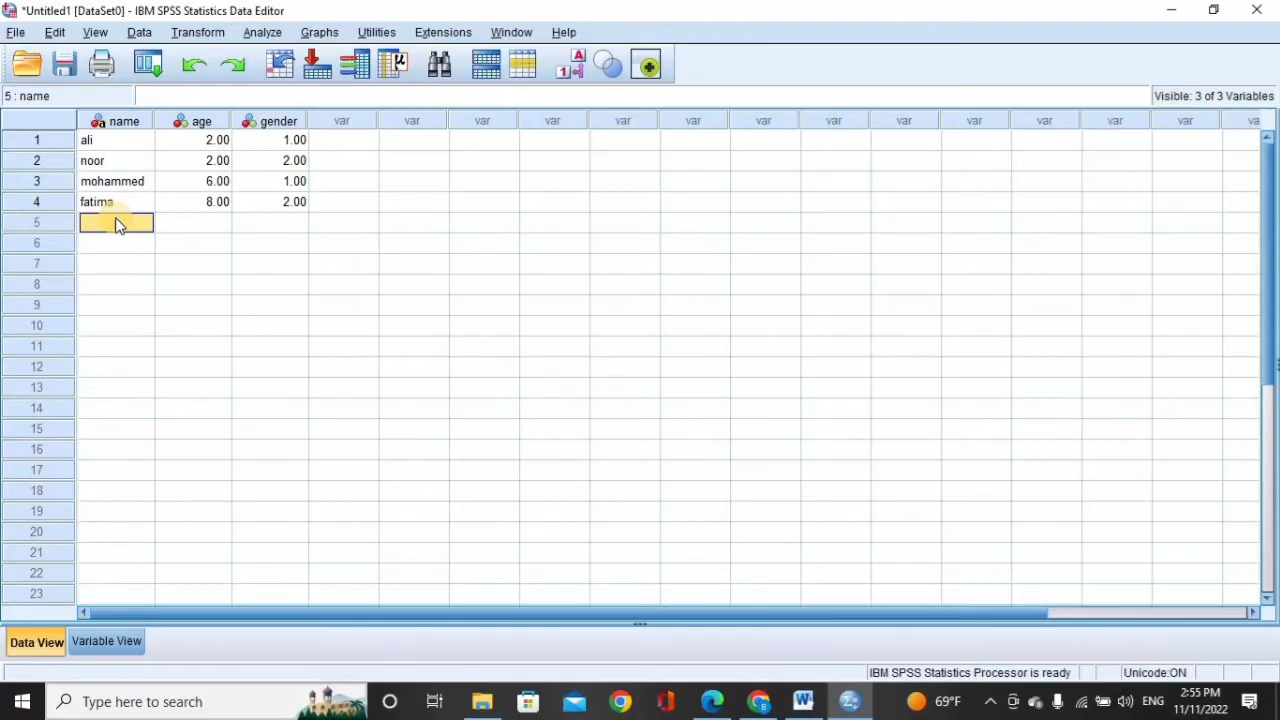 *Untitled1 [DataSet0] - IBM SPSS Statistics Data Editor
File Edit View Data Transform Analyze Graphs Utilities Extensions Window Help
5 : name Visible: 3 of 3 Variables
name age gender var var var var var var var var var var var var var va
1 ali 2.00 1.00
2 noor 2.00 2.00
3 mohammed 6.00 1.00
4 fatima 8.00 2.00
5
6
7
8
9
10
11
12
13
14
15
16
17
18
19
20
21
22
23
Data View Variable View
IBM SPSS Statistics Processor is ready Unicode:ON
Type here to search 69°F ENG 2:55 PM
11/11/2022